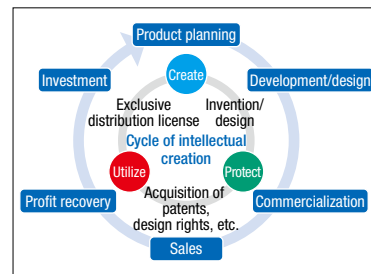 Product planning
Create
Investment
Development/design
Exclusive
distribution license
Invention/
design
Cycle of intellectual
creation
Utilize
Protect
Acquisition of
patents,
design rights, etc.
Profit recovery
Commercialization
Sales